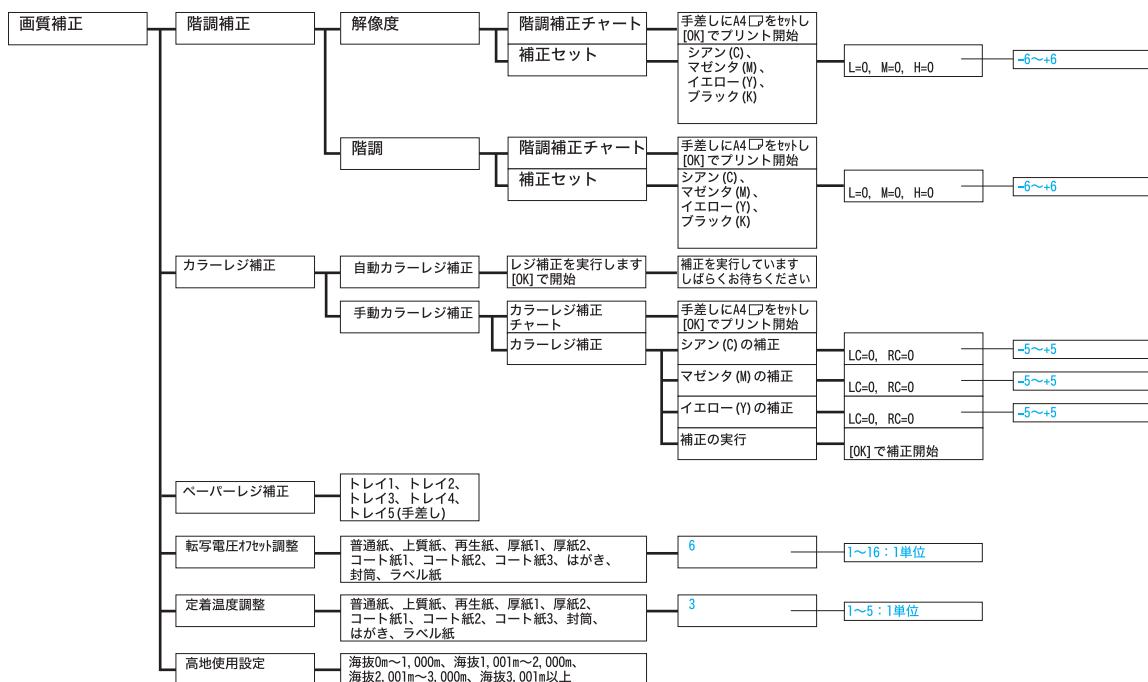 画質補正
階調補正
解像度
階調補正チャート
手差しにA4をセットし
[OK]でプリント開始
補正セット
シアン(C)、
マゼンタ(M)、
イエロー(Y)、
ブラック(K)
L=0, M=0, H=0
-6～+6
階調
階調補正チャート
手差しにA4をセットし
[OK]でプリント開始
補正セット
シアン(C)、
マゼンタ(M)、
イエロー(Y)、
ブラック(K)
L=0, M=0, H=0
-6～+6
カラーレジ補正
自動カラーレジ補正
レジ補正を実行します
[OK]で開始
補正を実行しています
しばらくお待ちください
手動カラーレジ補正
カラーレジ補正
チャート
手差しにA4をセットし
[OK]でプリント開始
カラーレジ補正
シアン(C)の補正
LC=0, RC=0
-5～+5
マゼンタ(M)の補正
LC=0, RC=0
-5～+5
イエロー(Y)の補正
LC=0, RC=0
-5～+5
補正の実行
[OK]で補正開始
ペーパーレジ補正
トレイ1、トレイ2、
トレイ3、トレイ4、
トレイ5(手差し)
転写電圧オフセット調整
普通紙、上質紙、再生紙、厚紙1、厚紙2、
コート紙1、コート紙2、コート紙3、はがき、
封筒、ラベル紙
6
1～16：1単位
定着温度調整
普通紙、上質紙、再生紙、厚紙1、厚紙2、
コート紙1、コート紙2、コート紙3、封筒、
はがき、ラベル紙
3
1～5：1単位
高地使用設定
海抜0m～1,000m、海抜1,001m～2,000m、
海抜2,001m～3,000m、海抜3,001m以上